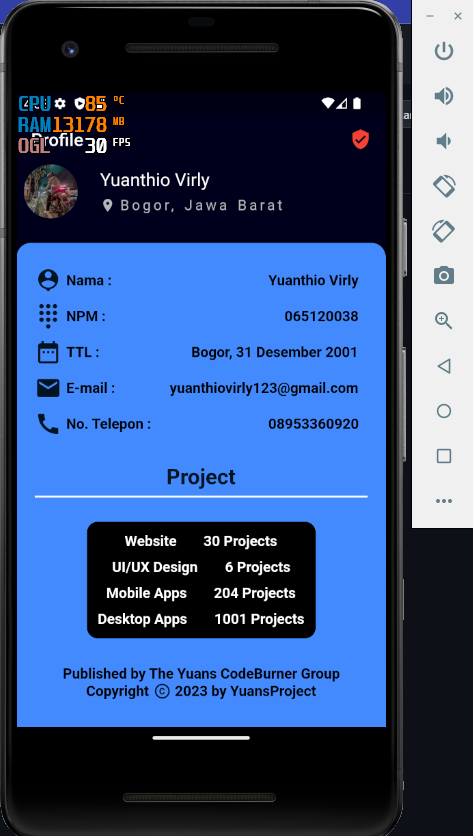 CPU 85 °C
RAM 13178 MB
OGL 30 FPS
Profile
Yuanthio Virly
Bogor, Jawa Barat
Nama : Yuanthio Virly
NPM : 065120038
TTL : Bogor, 31 Desember 2001
E-mail : yuanthiovirly123@gmail.com
No. Telepon : 08953360920
Project
Website 30 Projects
UI/UX Design 6 Projects
Mobile Apps 204 Projects
Desktop Apps 1001 Projects
Published by The Yuans CodeBurner Group
Copyright © 2023 by YuansProject